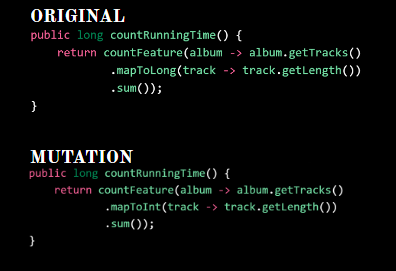 ORIGINAL
public long countRunningTime() {
return countFeature(album -> album.getTracks()
.mapToLong(track -> track.getLength())
.sum());
}
MUTATION
public long countRunningTime() {
return countFeature(album -> album.getTracks()
.mapToInt(track -> track.getLength())
.sum());
}